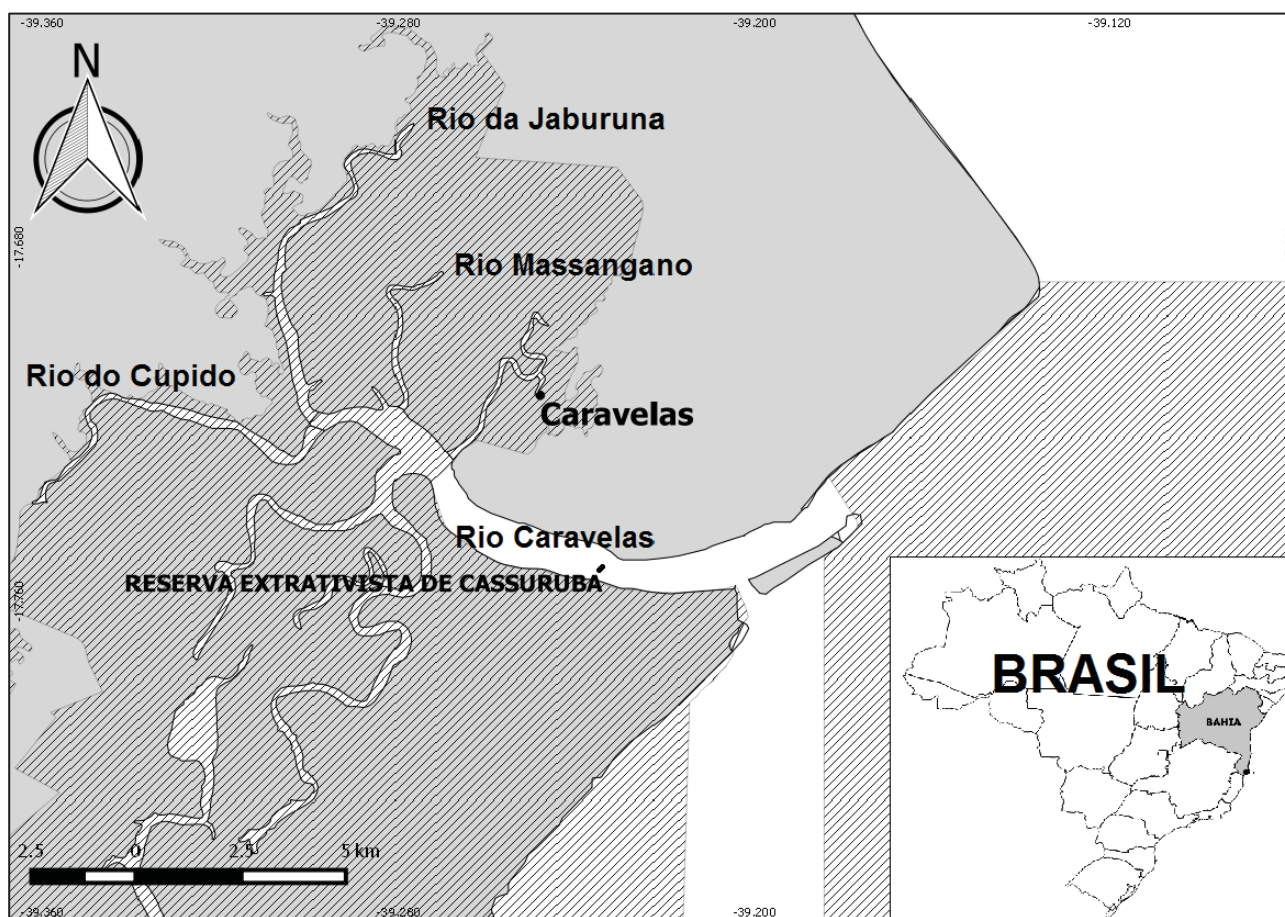 -39.360
-39.280
-39.200
-39.120
N
Rio da Jaburuna
-17.680
Rio Massangano
Rio do Cupido
Caravelas
Rio Caravelas
RESERVA EXTRATIVISTA DE CASSURUBÁ
-17.760
BRASIL
BAHIA
2.5 0 2.5 5 km
-39.360
-39.280
-39.200